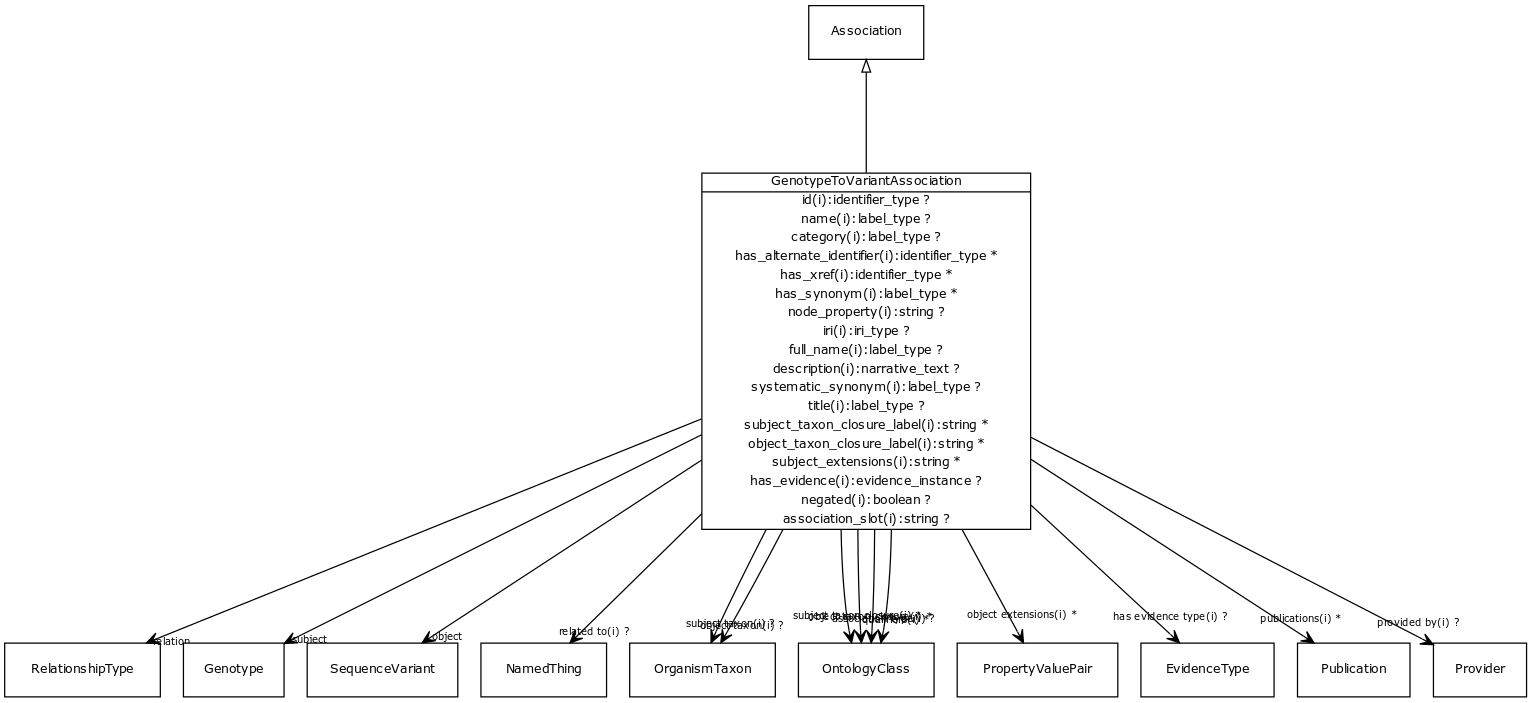 Association
GenotypeToVariantAssociation
id(i):identifier_type ?
name(i):label_type ?
category(i):label_type ?
has_alternate_identifier(i):identifier_type *
has_xref(i):identifier_type *
has_synonym(i):label_type *
node_property(i):string ?
iri(i):iri_type ?
full_name(i):label_type ?
description(i):narrative_text ?
systematic_synonym(i):label_type ?
title(i):label_type ?
subject_taxon_closure_label(i):string *
object_taxon_closure_label(i):string *
subject_extensions(i):string *
has_evidence(i):evidence_instance ?
negated(i):boolean ?
association_slot(i):string ?
relation
subject
object
related to(i) ?
subject taxon(i) ?
object taxon(i) ?
subject taxon closure(i) *
object extensions(i) *
has evidence type(i) ?
publications(i) *
provided by(i) ?
RelationshipType
Genotype
SequenceVariant
NamedThing
OrganismTaxon
OntologyClass
PropertyValuePair
EvidenceType
Publication
Provider